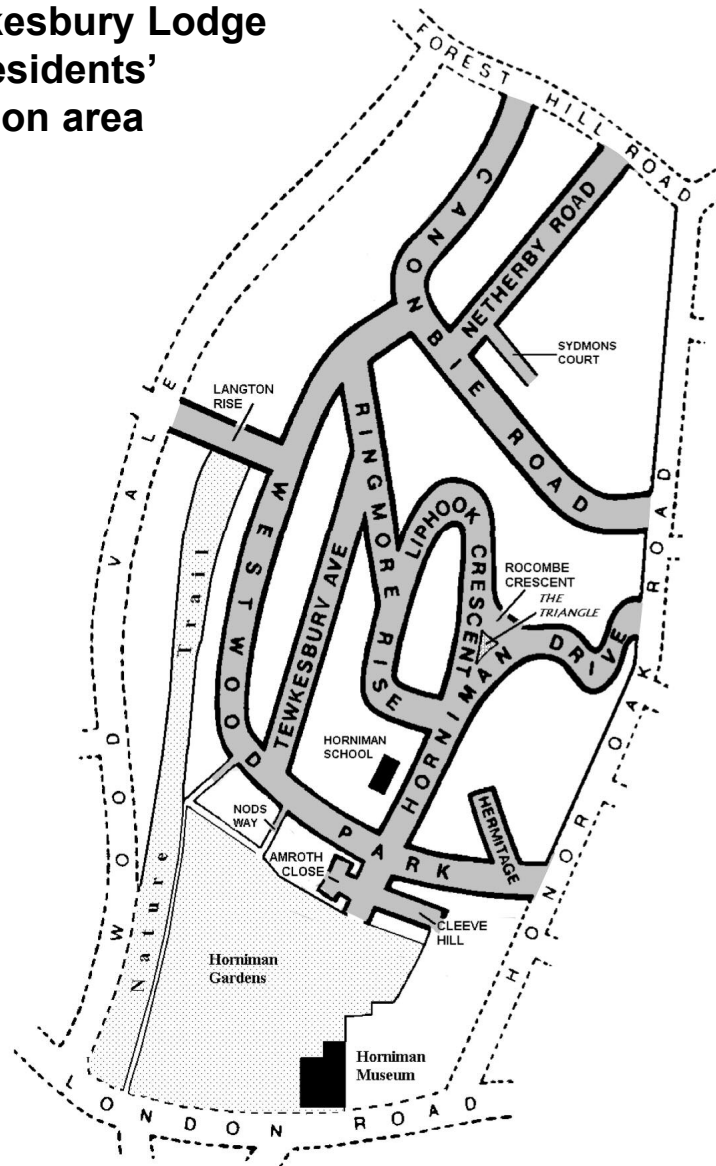 kesbury Lodge
esidents'
on area
FOREST HILL ROAD
CANONBIE ROAD
NETHERBY ROAD
SYDMONS
COURT
LANGTON
RISE
WOODVALE
WESTWOOD PARK
RINGMORE RISE
TEWKESBURY AVE
LIPHOOK CRESCENT
ROCOMBE
CRESCENT
THE
TRIANGLE
HORNIMAN DRIVE
HONOR OAK ROAD
Nature Trail
HORNIMAN
SCHOOL
NODS
WAY
AMROTH
CLOSE
HERMITAGE
CLEEVE
HILL
Horniman
Gardens
Horniman
Museum
LONDON ROAD